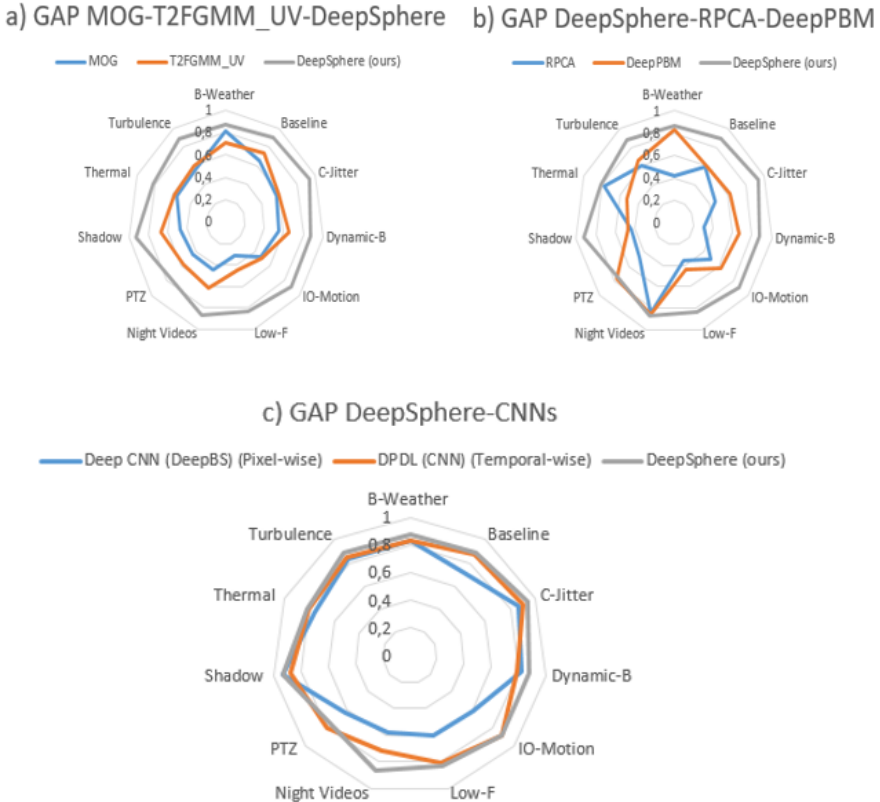 a) GAP MOG-T2FGMM_UV-DeepSphere
MOG T2FGMM_UV DeepSphere (ours)
B-Weather
Baseline
C-Jitter
Dynamic-B
IO-Motion
Low-F
Night Videos
PTZ
Shadow
Thermal
Turbulence
1
0,8
0,6
0,4
0,2
0
b) GAP DeepSphere-RPCA-DeepPBM
RPCA DeepPBM DeepSphere (ours)
B-Weather
Baseline
C-Jitter
Dynamic-B
IO-Motion
Low-F
Night Videos
PTZ
Shadow
Thermal
Turbulence
1
0,8
0,6
0,4
0,2
0
c) GAP DeepSphere-CNNs
Deep CNN (DeepBS) (Pixel-wise) DPDL (CNN) (Temporal-wise) DeepSphere (ours)
B-Weather
Baseline
C-Jitter
Dynamic-B
IO-Motion
Low-F
Night Videos
PTZ
Shadow
Thermal
Turbulence
1
0,8
0,6
0,4
0,2
0